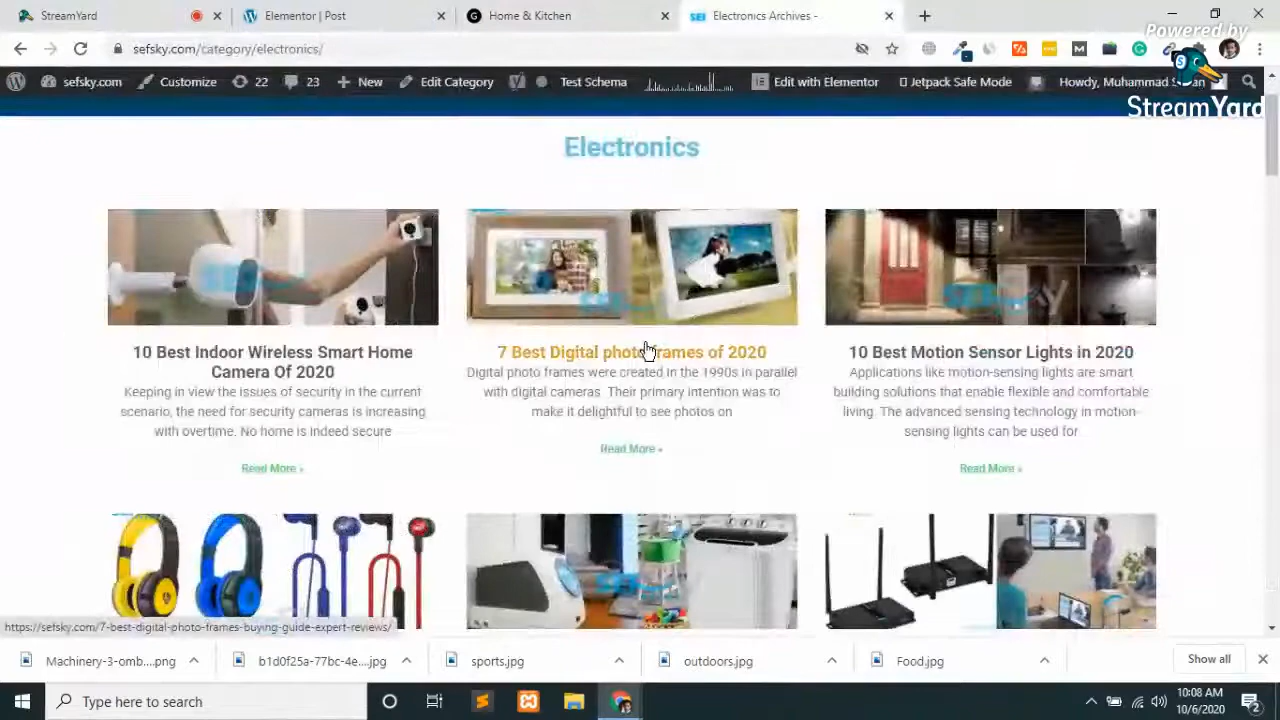 StreamYard
Elementor | Post
Home & Kitchen
SEf
Electronics Archives -
Powered by
sefsky.com/category/electronics/
sefsky.com
Customize
22
23
New
Edit Category
Test Schema
Edit with Elementor
Jetpack Safe Mode
Howdy, Muhammad
StreamYard
Electronics
10 Best Indoor Wireless Smart Home
Camera Of 2020
Keeping in view the issues of security in the current
scenario, the need for security cameras is increasing
with overtime. No home is indeed secure
Read More »
7 Best Digital photo frames of 2020
Digital photo frames were created in the 1990s in parallel
with digital cameras. Their primary intention was to
make it delightful to see photos on
Read More »
10 Best Motion Sensor Lights in 2020
Applications like motion-sensing lights are smart
building solutions that enable flexible and comfortable
living. The advanced sensing technology in motion-
sensing lights can be used for
Read More »
https://sefsky.com/7-best-digital-photo-frames-buying-guide-expert-reviews/
Machinery-3-omb....png
b1d0f25a-77bc-4e....jpg
sports.jpg
outdoors.jpg
Food.jpg
Show all
Type here to search
10:08 AM
10/6/2020
2